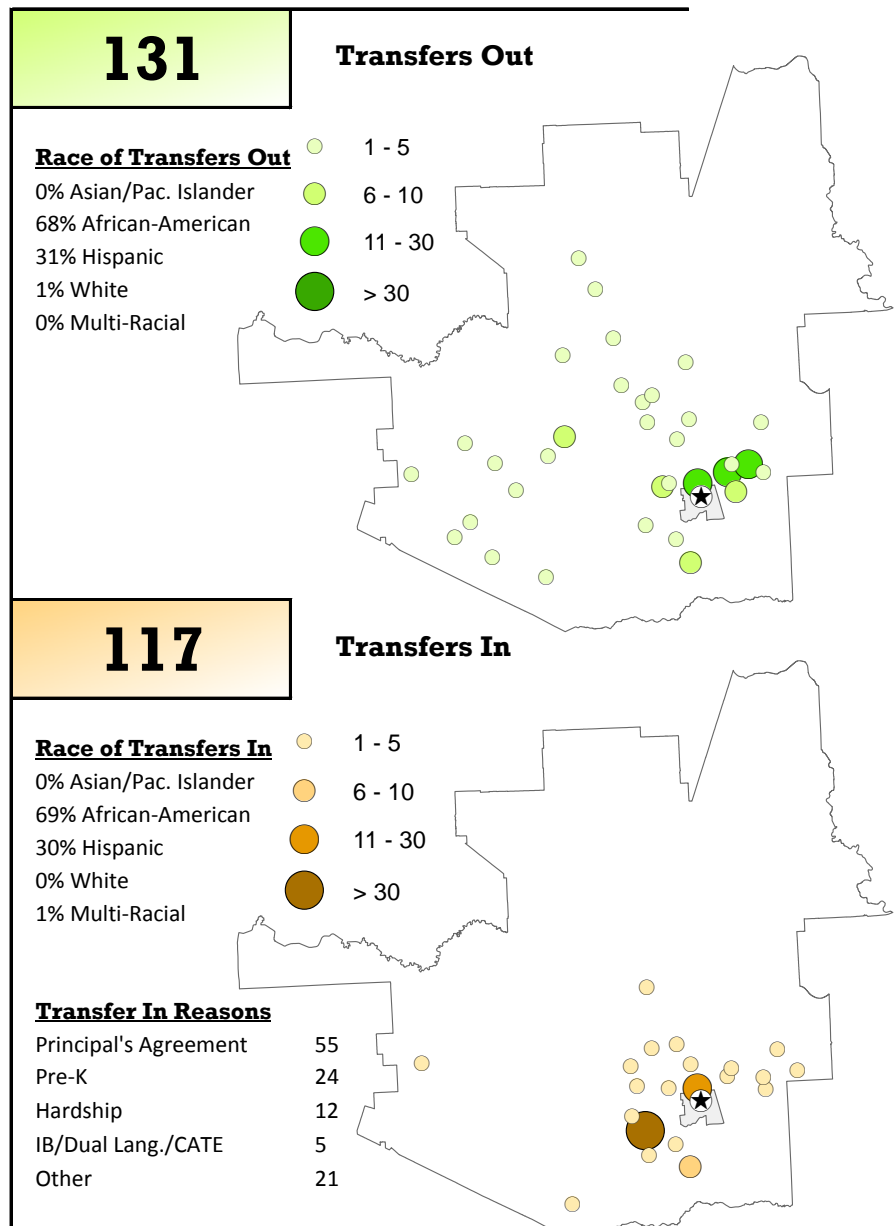 131
Transfers Out
Race of Transfers Out
0% Asian/Pac. Islander
68% African-American
31% Hispanic
1% White
0% Multi-Racial
1 - 5
6 - 10
11 - 30
> 30
117
Transfers In
Race of Transfers In
0% Asian/Pac. Islander
69% African-American
30% Hispanic
0% White
1% Multi-Racial
1 - 5
6 - 10
11 - 30
> 30
Transfer In Reasons
Principal's Agreement 55
Pre-K 24
Hardship 12
IB/Dual Lang./CATE 5
Other 21